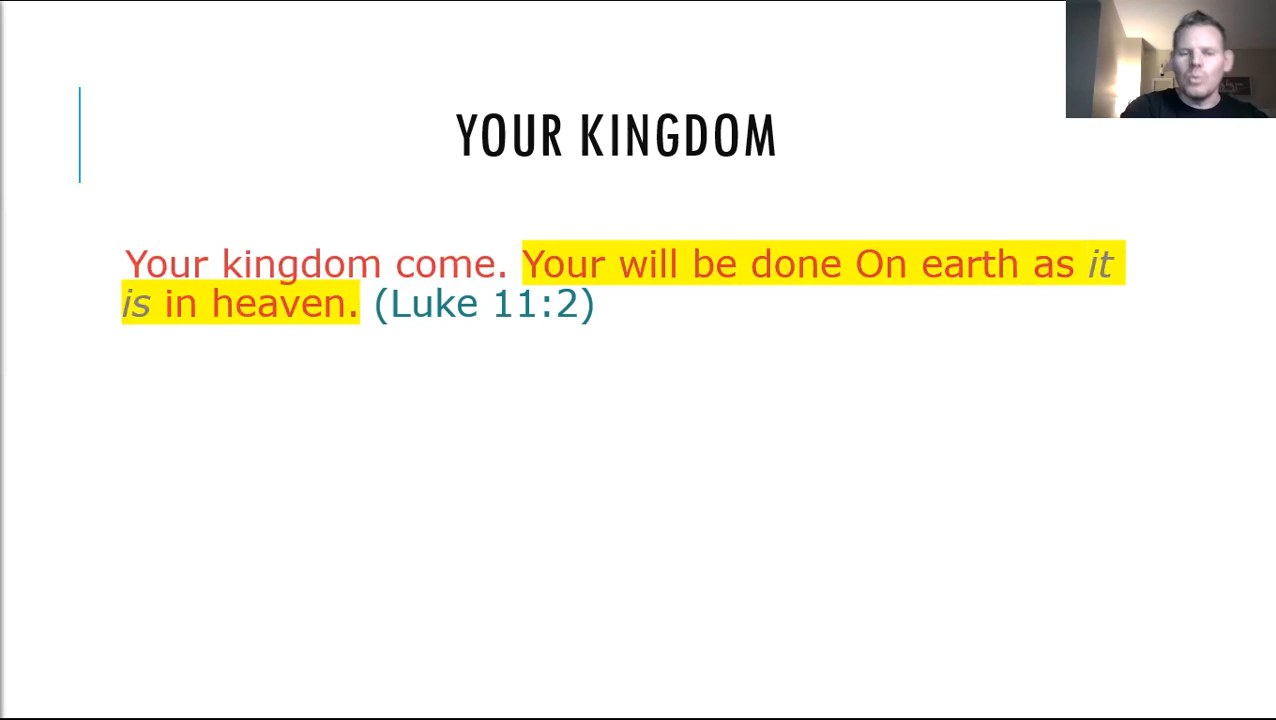 YOUR KINGDOM
Your kingdom come. Your will be done On earth as it
is in heaven. (Luke 11:2)